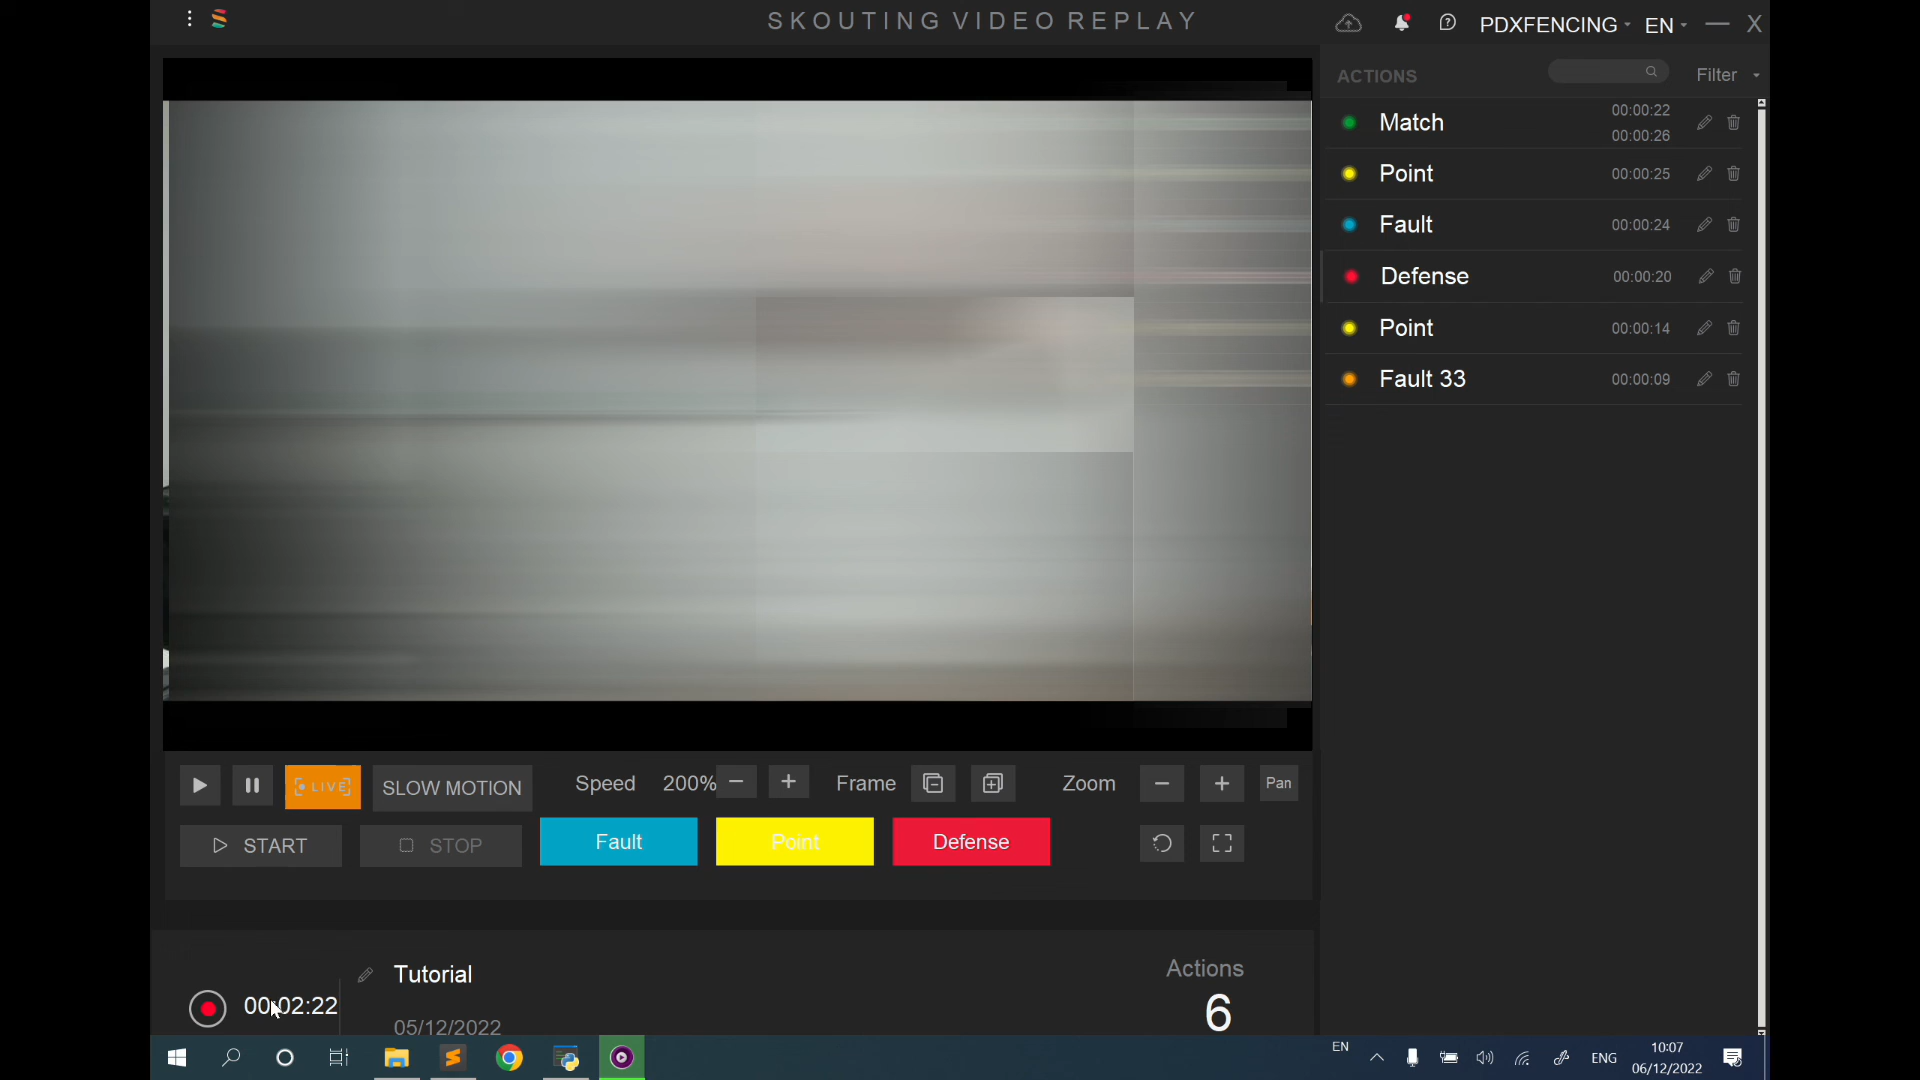 SKOUTING VIDEO REPLAY
PDXFENCING
EN
X
ACTIONS
Filter
Match
00:00:22
00:00:26
Point
00:00:25
Fault
00:00:24
Defense
00:00:20
Point
00:00:14
Fault 33
00:00:09
LIVE
SLOW MOTION
Speed
200%
Frame
Zoom
Pan
START
STOP
Fault
Point
Defense
Tutorial
00:02:22
05/12/2022
Actions
6
EN
ENG
10:07
06/12/2022